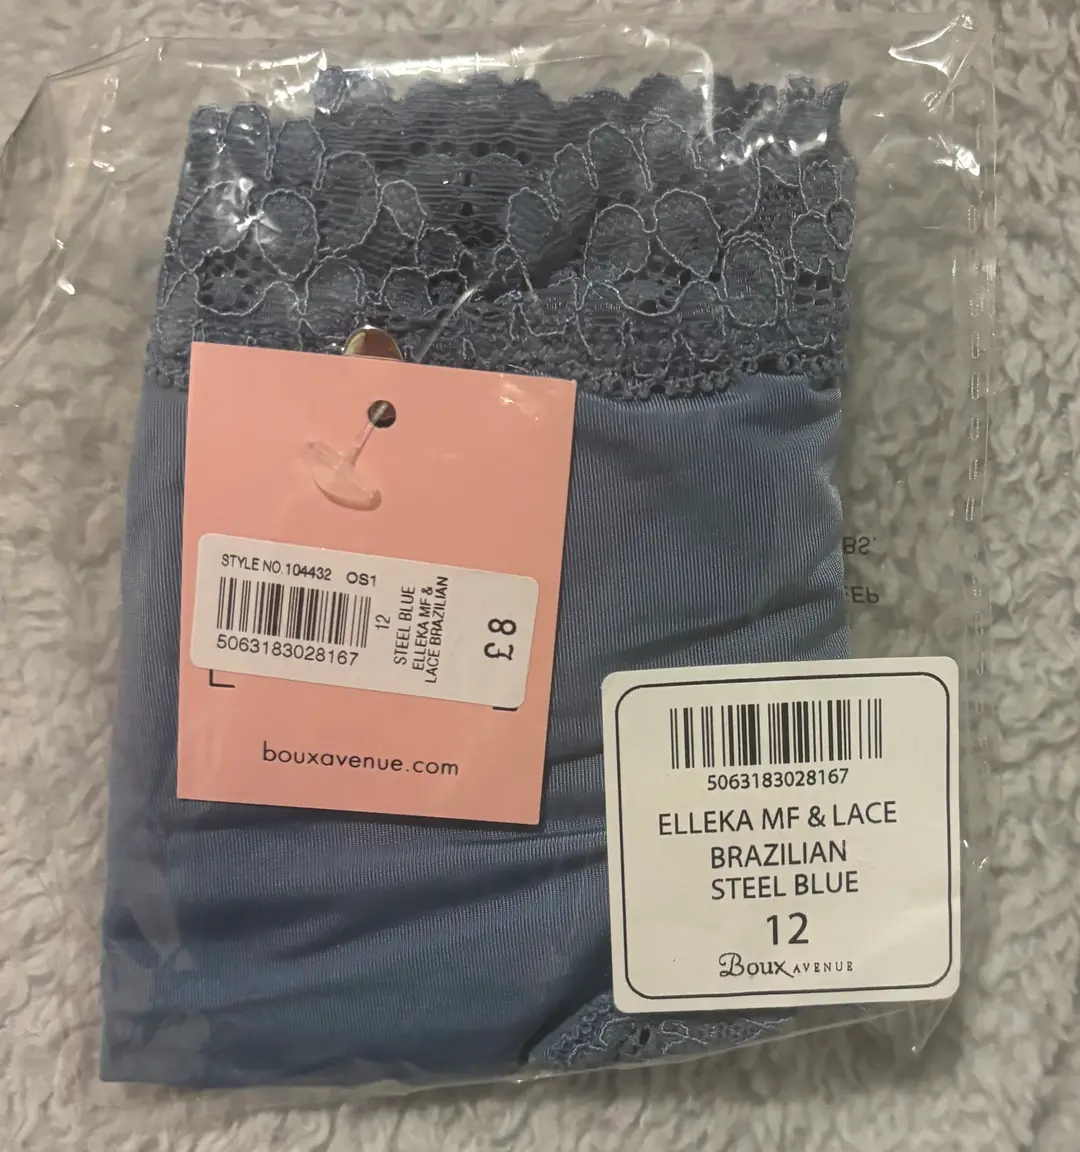 STYLE NO. 104432 OS1
5063183028167
12
STEEL BLUE
ELLEKA MF &
LACE BRAZILIAN
£8
bouxavenue.com
5063183028167
ELLEKA MF & LACE
BRAZILIAN
STEEL BLUE
12
Boux AVENUE